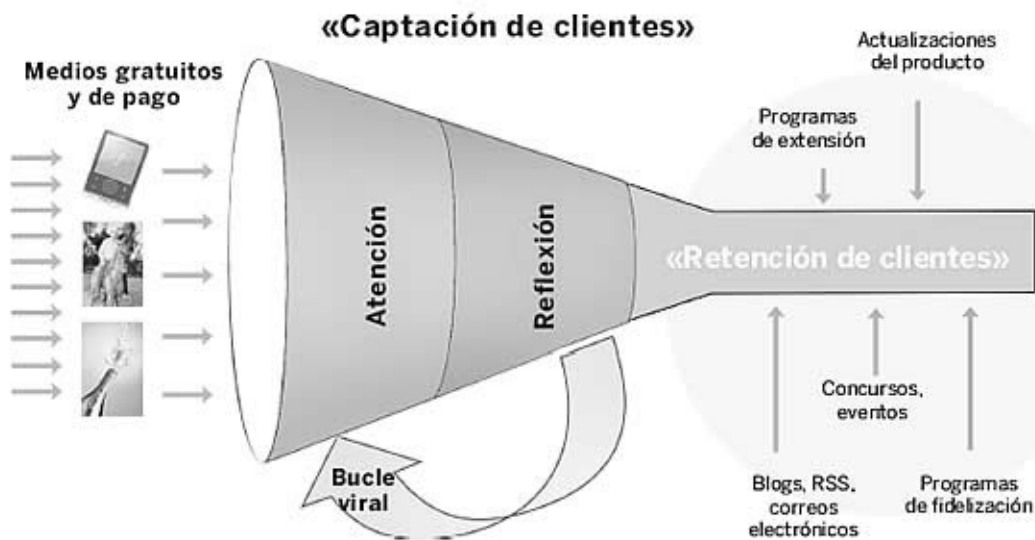 «Captación de clientes»
Medios gratuitos
y de pago
Atención
Reflexión
Bucle
viral
Actualizaciones
del producto
Programas
de extensión
«Retención de clientes»
Concursos,
eventos
Blogs, RSS,
correos
electrónicos
Programas
de fidelización